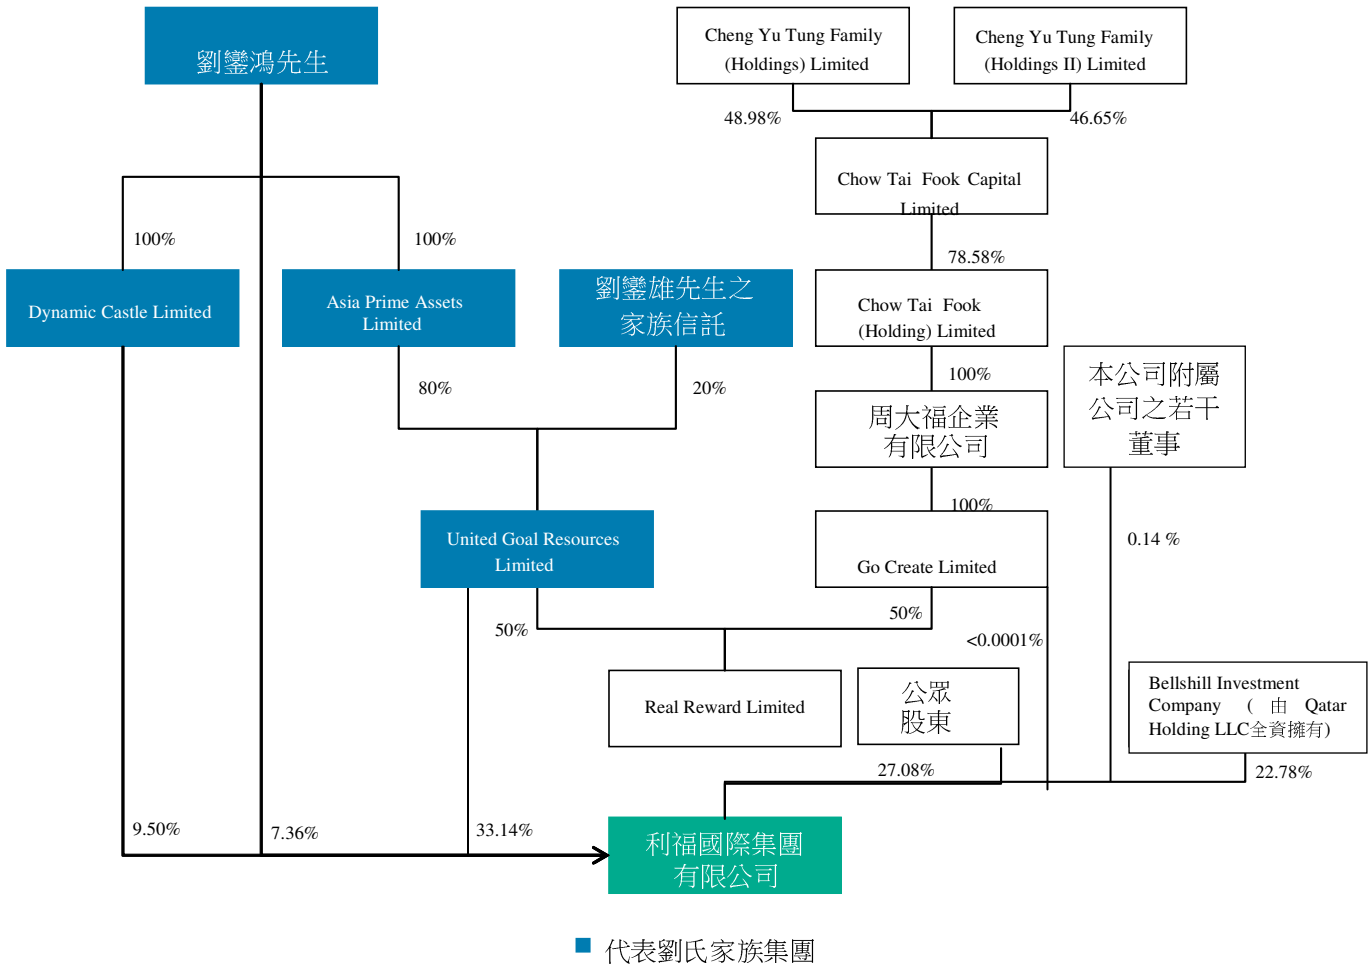 劉鑾鴻先生
Cheng Yu Tung Family
(Holdings) Limited
Cheng Yu Tung Family
(Holdings II) Limited
48.98%
46.65%
Chow Tai Fook Capital
Limited
100%
100%
78.58%
Dynamic Castle Limited
Asia Prime Assets
Limited
劉鑾雄先生之
家族信託
Chow Tai Fook
(Holding) Limited
80%
20%
100%
周大福企業
有限公司
本公司附屬
公司之若干
董事
100%
United Goal Resources
Limited
Go Create Limited
0.14 %
50%
50%
<0.0001%
Real Reward Limited
公眾
股東
Bellshill Investment
Company ( 由 Qatar
Holding LLC全資擁有)
27.08%
22.78%
9.50%
7.36%
33.14%
利福國際集團
有限公司
代表劉氏家族集團